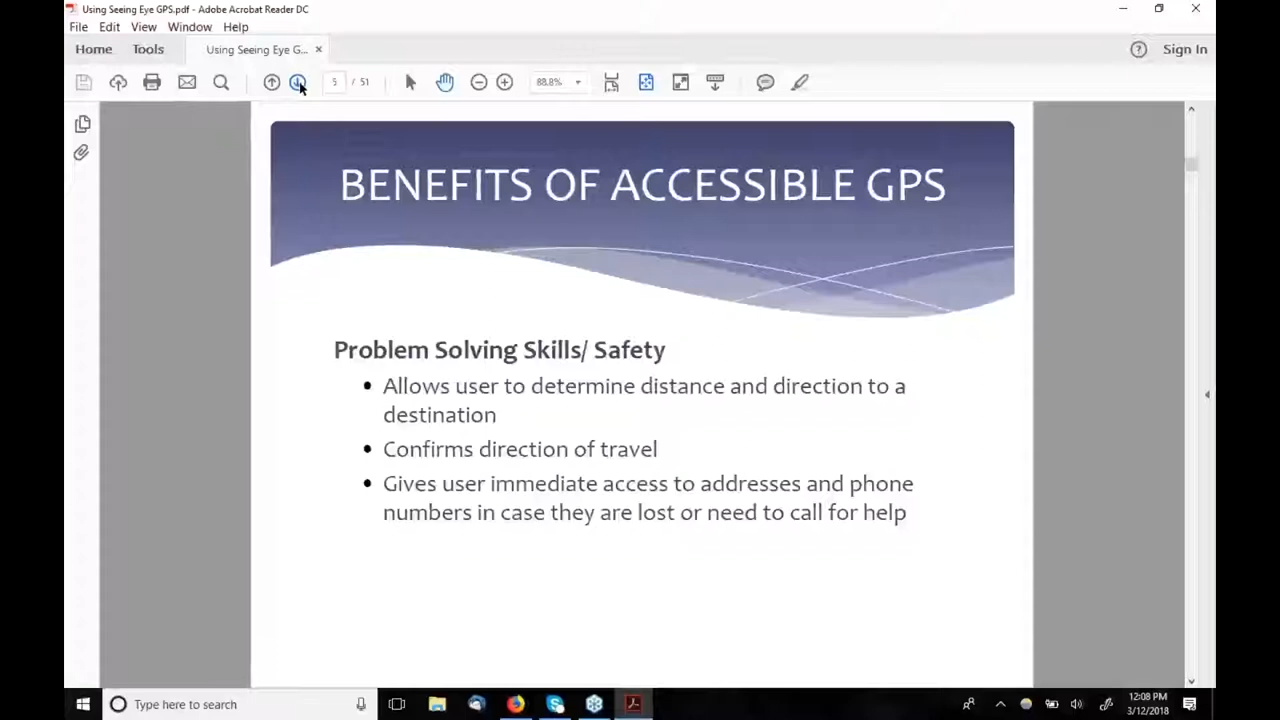 Using Seeing Eye GPS.pdf - Adobe Acrobat Reader DC
File Edit View Window Help
Home Tools Using Seeing Eye G... × ? Sign In
5 / 51 88.8%
BENEFITS OF ACCESSIBLE GPS
Problem Solving Skills/ Safety
• Allows user to determine distance and direction to a
destination
• Confirms direction of travel
• Gives user immediate access to addresses and phone
numbers in case they are lost or need to call for help
Type here to search
12:08 PM
3/12/2018